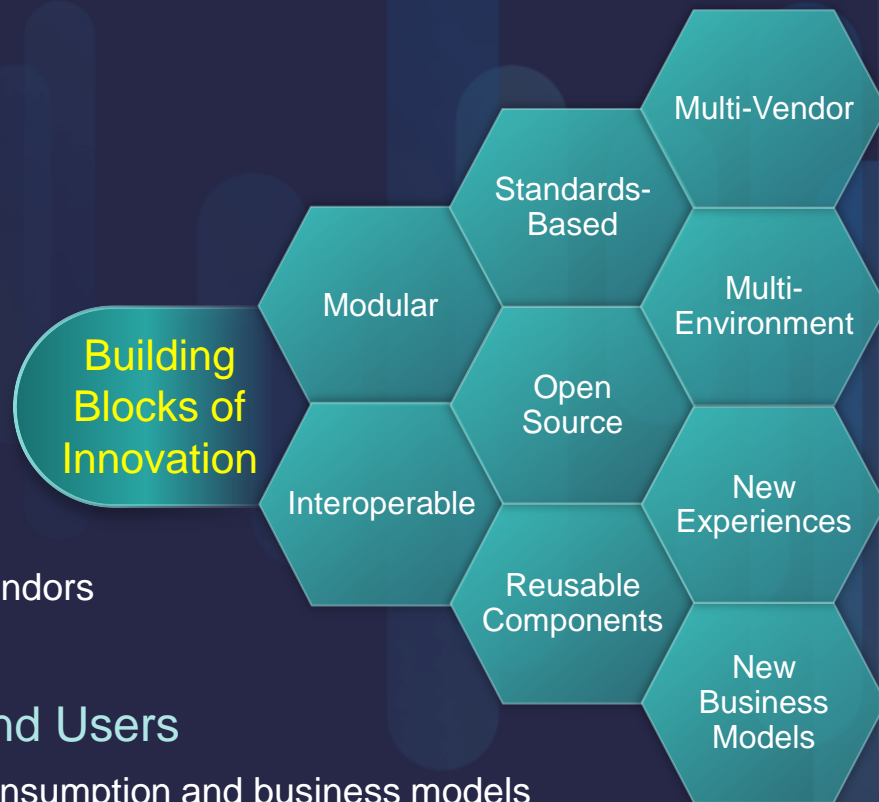 Building
Blocks of
Innovation
Modular
Interoperable
Standards-
Based
Open
Source
Reusable
Components
Multi-Vendor
Multi-
Environment
New
Experiences
New
Business
Models
ndors
nd Users
nsumption and business models